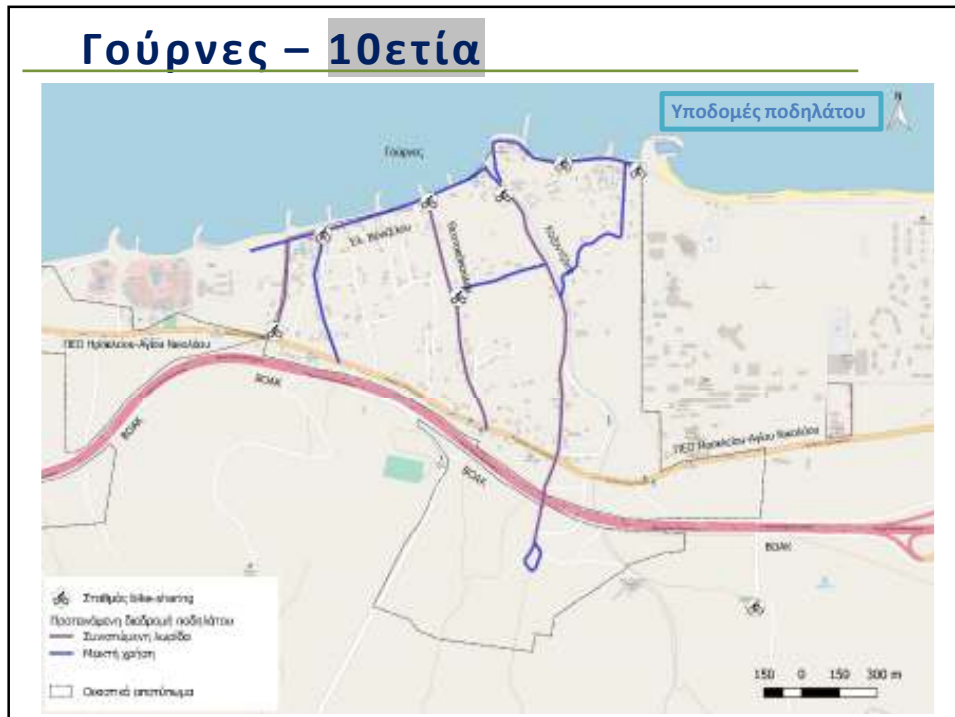 Γούρνες – 10ετία
Υποδομές ποδηλάτου
N
Γούρνες
Ελ. Βενιζέλου
ΠΕΟ Ηρακλείου-Αγίου Νικολάου
ΒΟΑΚ
ΒΟΑΚ
ΒΟΑΚ
ΠΕΟ Ηρακλείου-Αγίου Νικολάου
ΒΟΑΚ
Σταθμός bike-sharing
Προτεινόμενη διαδρομή ποδηλάτου
Συνιστώμενη λωρίδα
Μικτή χρήση
Οικιστικό αποτύπωμα
150 0 150 300 m